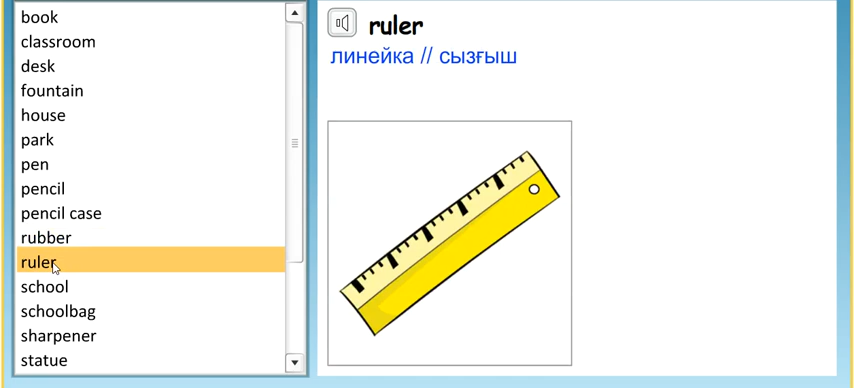 book
classroom
desk
fountain
house
park
pen
pencil
pencil case
rubber
ruler
school
schoolbag
sharpener
statue
ruler
линейка // сызғыш